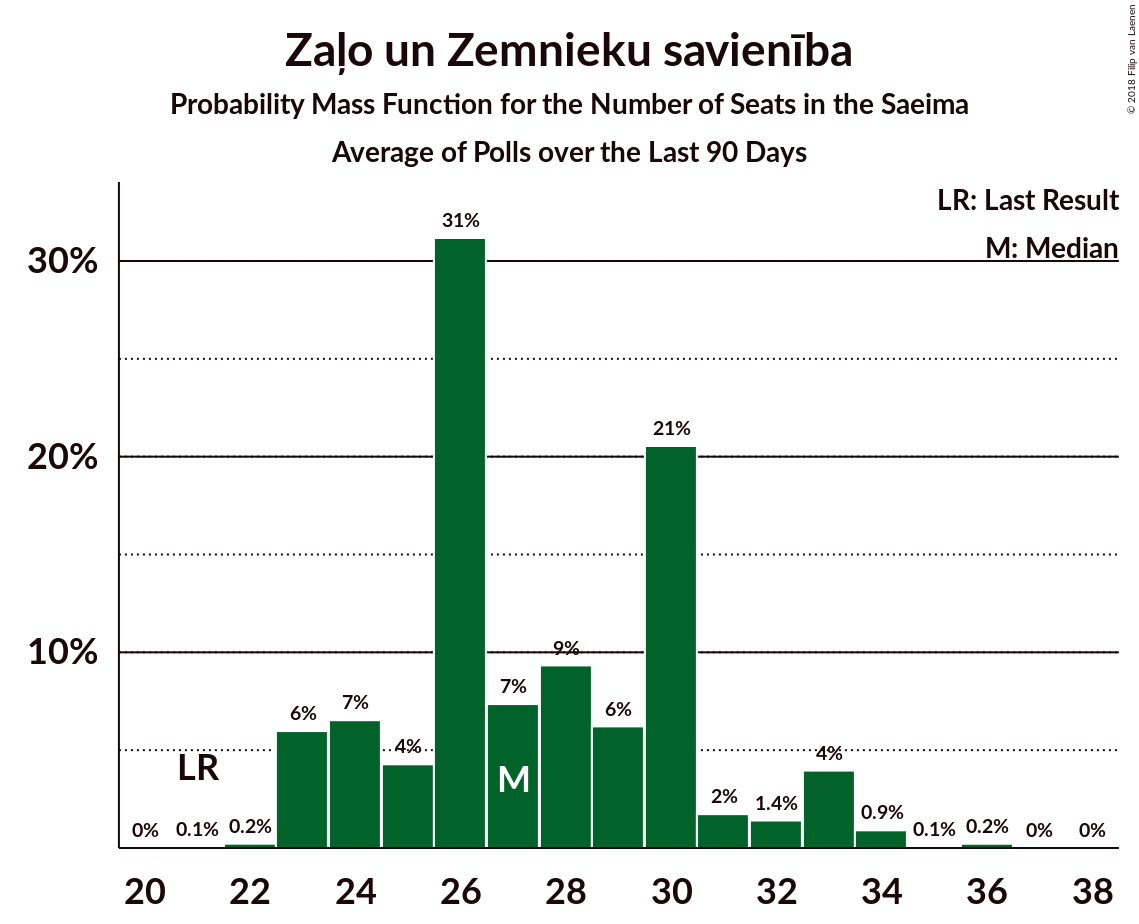 Zaļo un Zemnieku savienība
Probability Mass Function for the Number of Seats in the Saeima
Average of Polls over the Last 90 Days
© 2018 Filip van Laenen
LR: Last Result
M: Median
30%
20%
10%
0%
0.1%
0.2%
6%
7%
4%
31%
7%
9%
6%
21%
2%
1.4%
4%
0.9%
0.1%
0.2%
0%
0%
LR
M
20 22 24 26 28 30 32 34 36 38